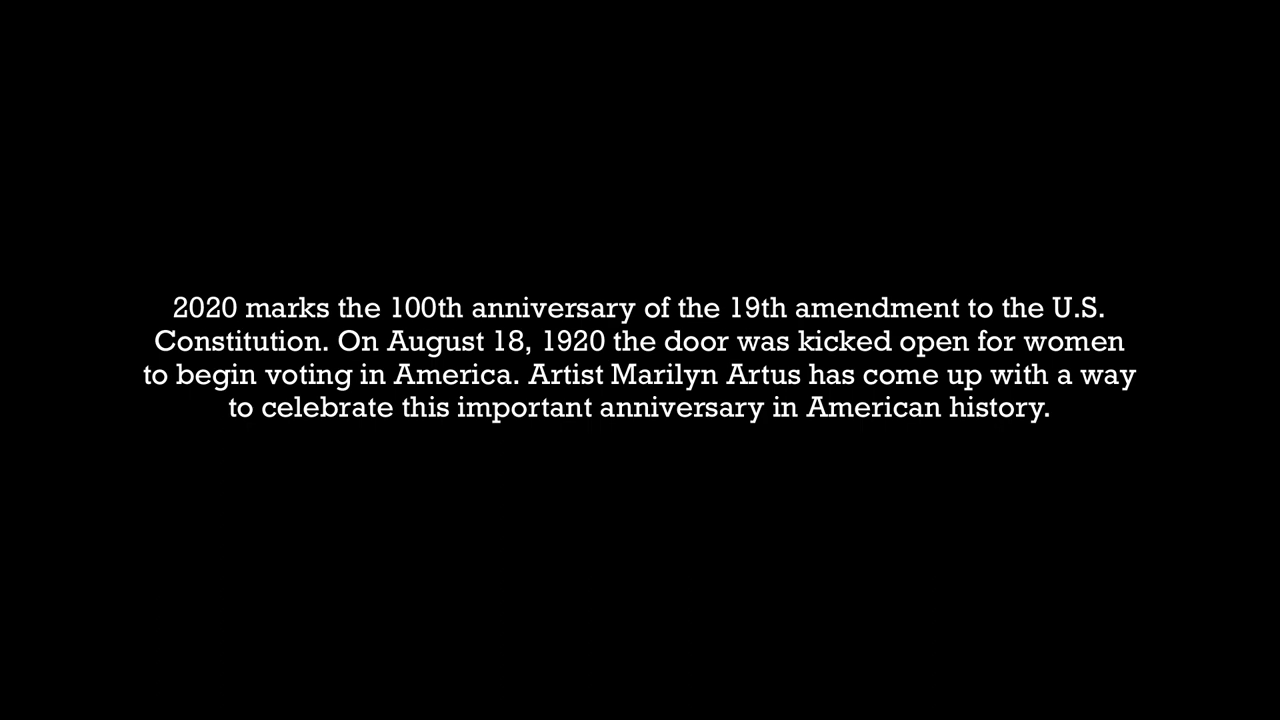 2020 marks the 100th anniversary of the 19th amendment to the U.S.
Constitution. On August 18, 1920 the door was kicked open for women
to begin voting in America. Artist Marilyn Artus has come up with a way
to celebrate this important anniversary in American history.